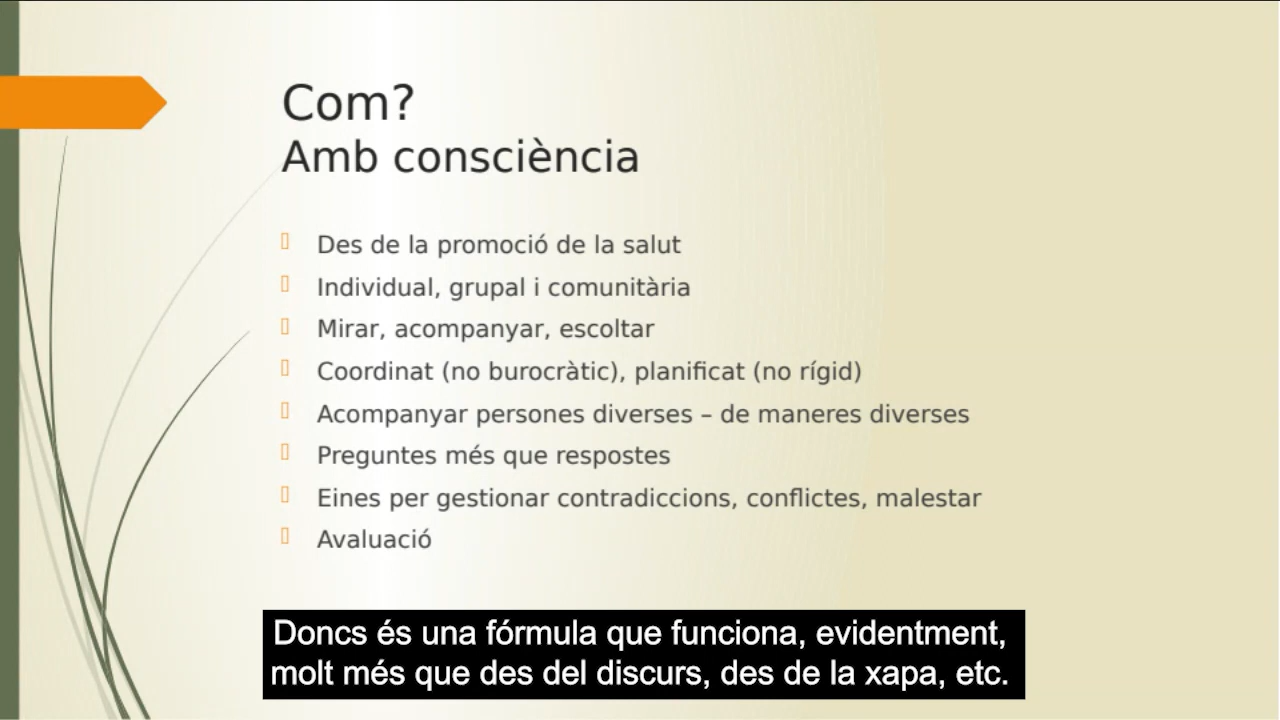 Com?
Amb consciència
Des de la promoció de la salut
Individual, grupal i comunitària
Mirar, acompanyar, escoltar
Coordinat (no burocràtic), planificat (no rígid)
Acompanyar persones diverses – de maneres diverses
Preguntes més que respostes
Eines per gestionar contradiccions, conflictes, malestar
Avaluació
Doncs és una fórmula que funciona, evidentment,
molt més que des del discurs, des de la xapa, etc.